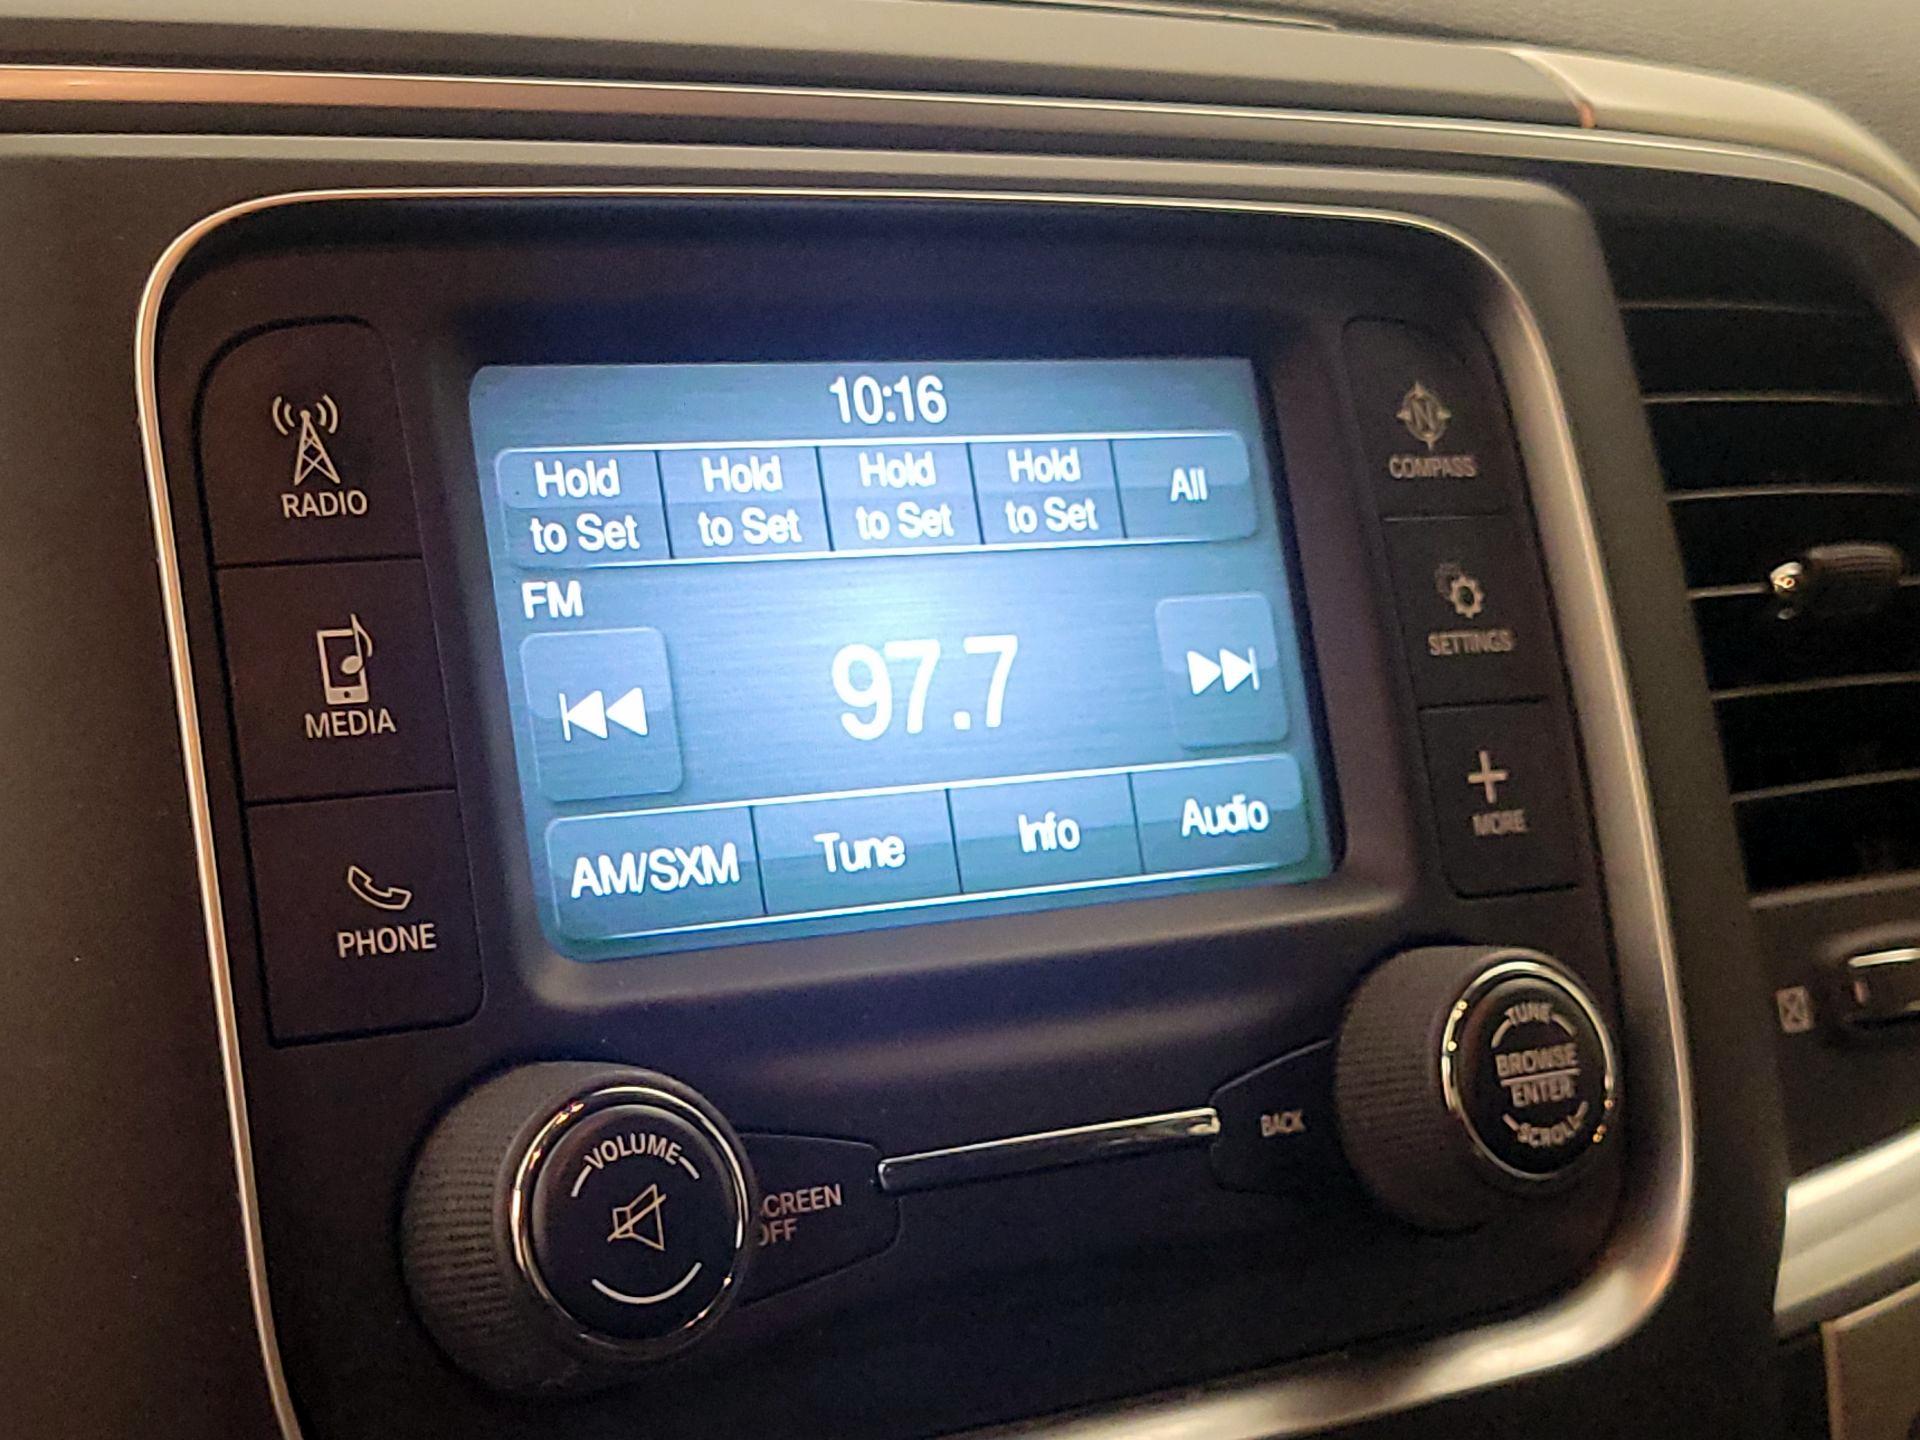 10:16
Hold to Set
Hold to Set
Hold to Set
Hold to Set
All
FM
97.7
AM/SXM
Tune
Info
Audio
RADIO
MEDIA
PHONE
N
COMPASS
SETTINGS
MORE
VOLUME
SCREEN
OFF
BACK
TUNE
BROWSE
ENTER
SCROLL